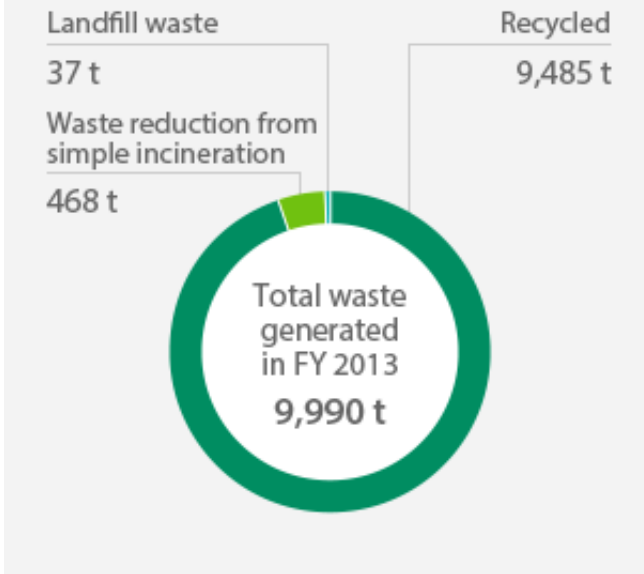 Landfill waste
37 t
Recycled
9,485 t
Waste reduction from
simple incineration
468 t
Total waste
generated
in FY 2013
9,990 t